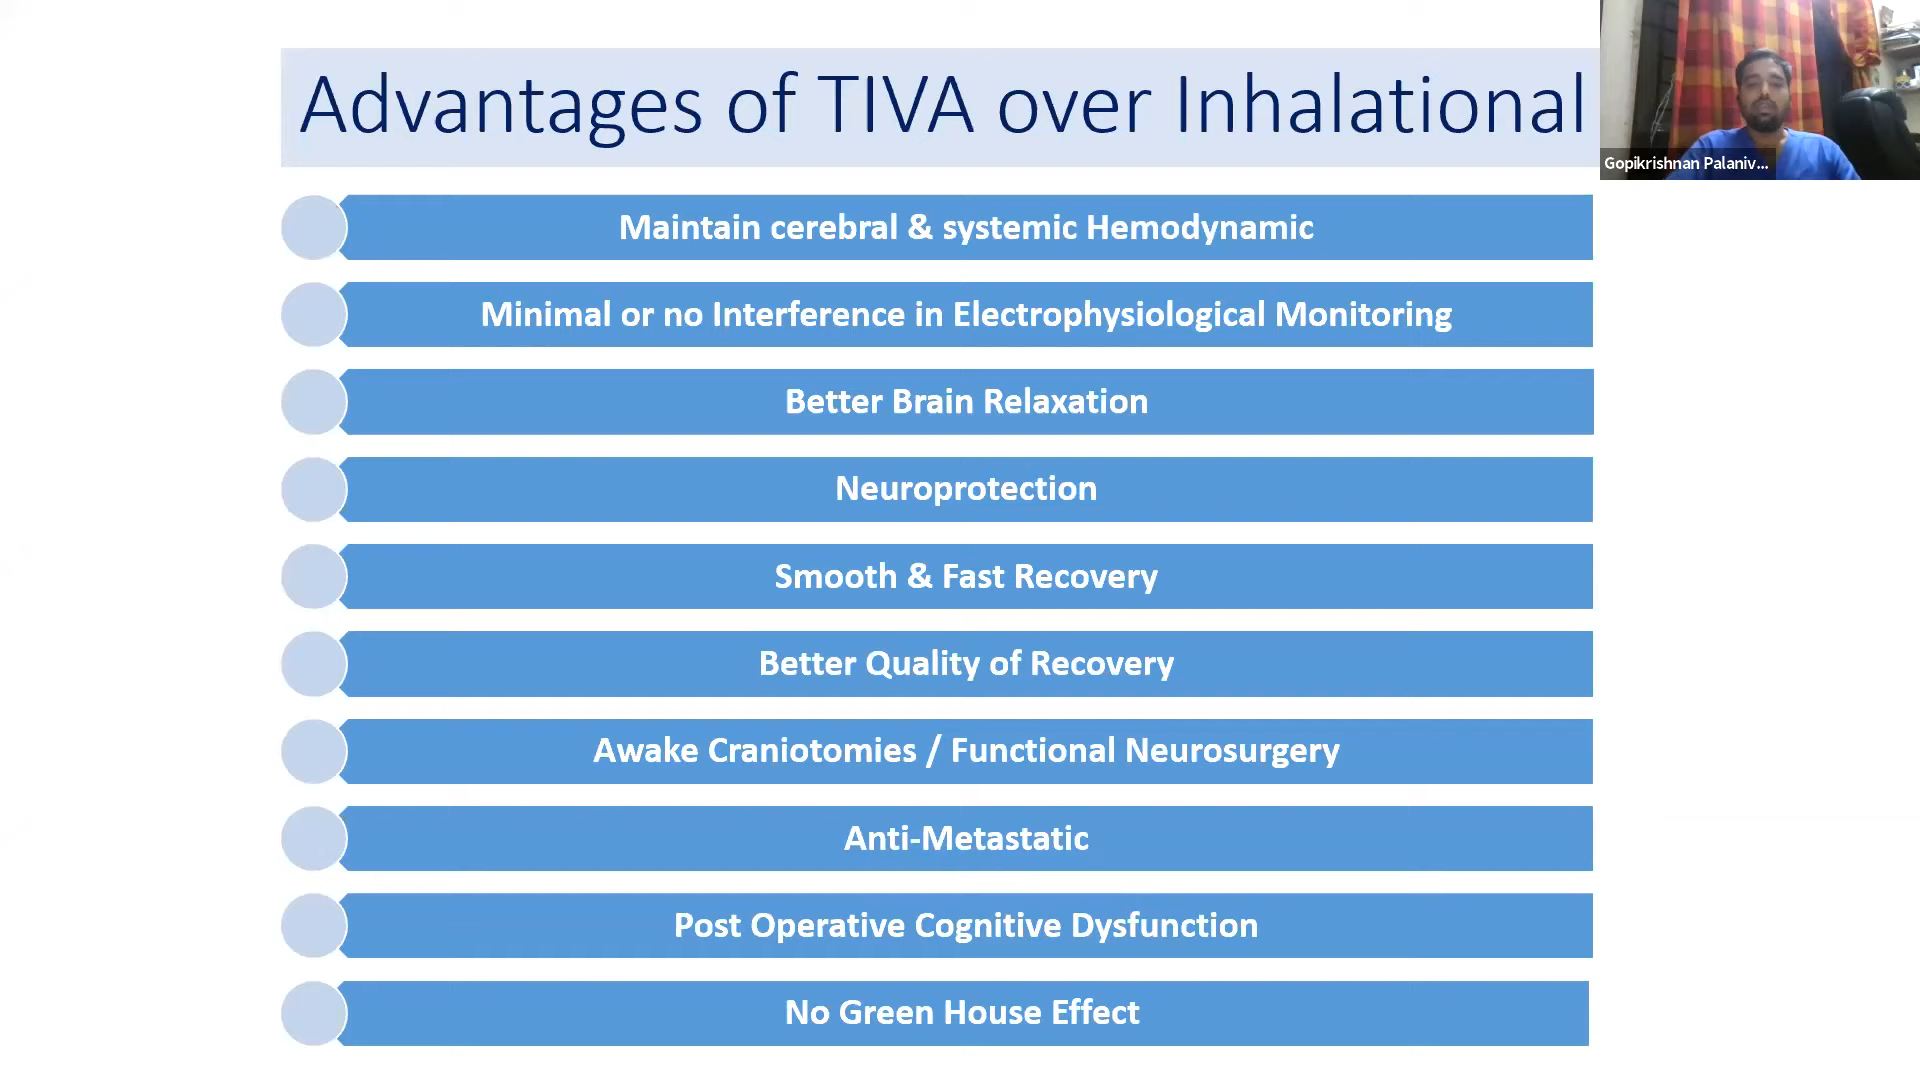 Advantages of TIVA over Inhalational
Gopikrishnan Palaniv...
Maintain cerebral & systemic Hemodynamic
Minimal or no Interference in Electrophysiological Monitoring
Better Brain Relaxation
Neuroprotection
Smooth & Fast Recovery
Better Quality of Recovery
Awake Craniotomies / Functional Neurosurgery
Anti-Metastatic
Post Operative Cognitive Dysfunction
No Green House Effect